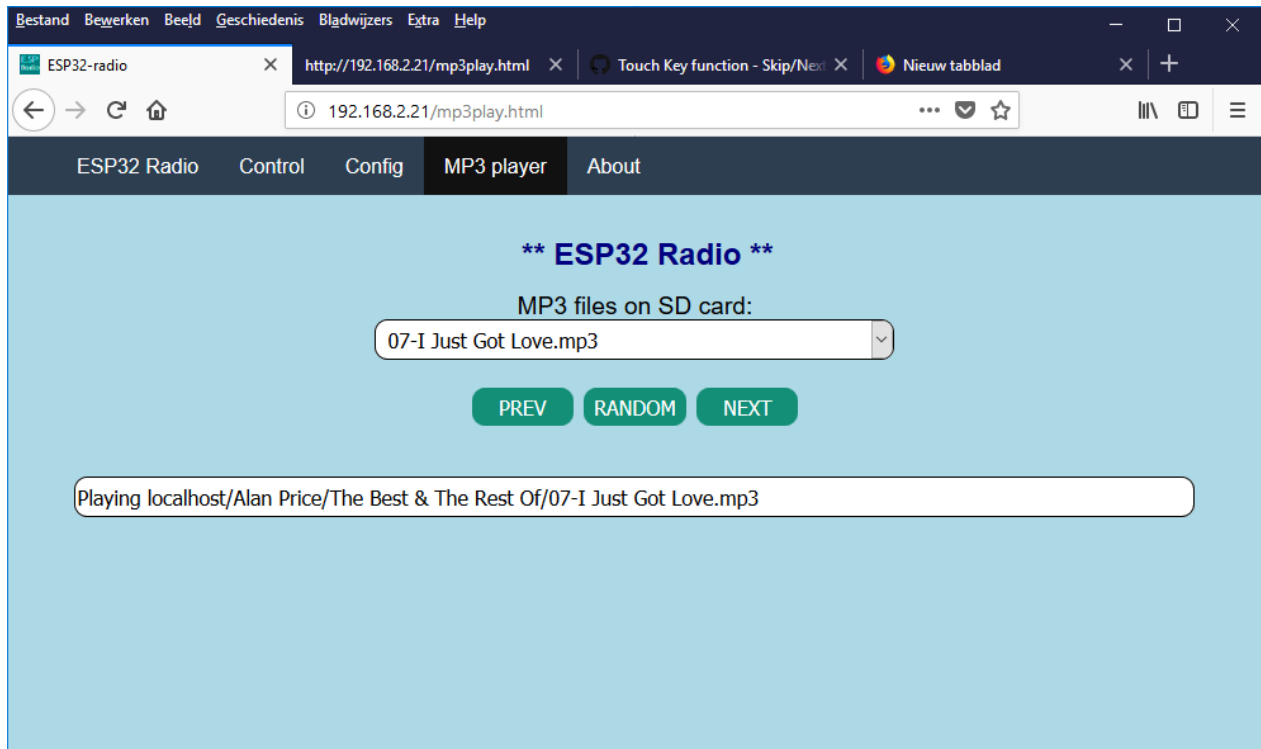 Bestand Bewerken Beeld Geschiedenis Bladwijzers Extra Help
ESP32-radio http://192.168.2.21/mp3play.html Touch Key function - Skip/Next Nieuw tabblad
192.168.2.21/mp3play.html
ESP32 Radio Control Config MP3 player About
** ESP32 Radio **
MP3 files on SD card:
07-I Just Got Love.mp3
PREV RANDOM NEXT
Playing localhost/Alan Price/The Best & The Rest Of/07-I Just Got Love.mp3